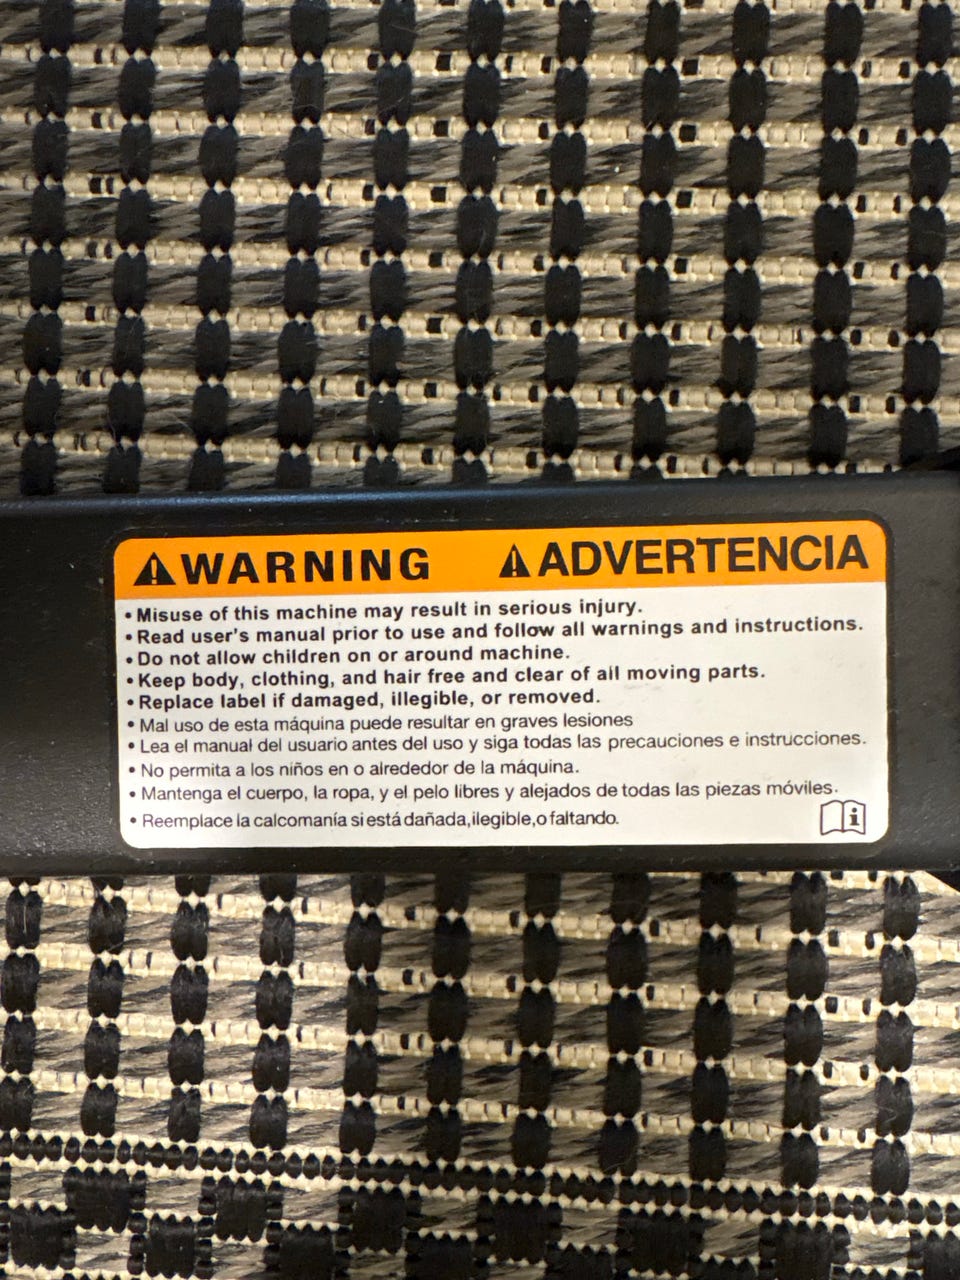 WARNING ADVERTENCIA
• Misuse of this machine may result in serious injury.
• Read user's manual prior to use and follow all warnings and instructions.
• Do not allow children on or around machine.
• Keep body, clothing, and hair free and clear of all moving parts.
• Replace label if damaged, illegible, or removed.
• Mal uso de esta máquina puede resultar en graves lesiones
• Lea el manual del usuario antes del uso y siga todas las precauciones e instrucciones.
• No permita a los niños en o alrededor de la máquina.
• Mantenga el cuerpo, la ropa, y el pelo libres y alejados de todas las piezas móviles.
• Reemplace la calcomanía si está dañada,ilegible,o faltando.